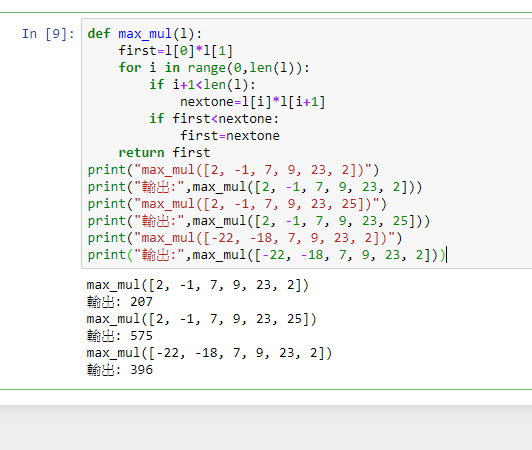 In [9]: def max_mul(l):
    first=l[0]*l[1]
    for i in range(0,len(l)):
        if i+1<len(l):
            nextone=l[i]*l[i+1]
        if first<nextone:
            first=nextone
    return first
print("max_mul([2, -1, 7, 9, 23, 2])")
print("輸出:",max_mul([2, -1, 7, 9, 23, 2]))
print("max_mul([2, -1, 7, 9, 23, 25])")
print("輸出:",max_mul([2, -1, 7, 9, 23, 25]))
print("max_mul([-22, -18, 7, 9, 23, 2])")
print("輸出:",max_mul([-22, -18, 7, 9, 23, 2]))
max_mul([2, -1, 7, 9, 23, 2])
輸出: 207
max_mul([2, -1, 7, 9, 23, 25])
輸出: 575
max_mul([-22, -18, 7, 9, 23, 2])
輸出: 396